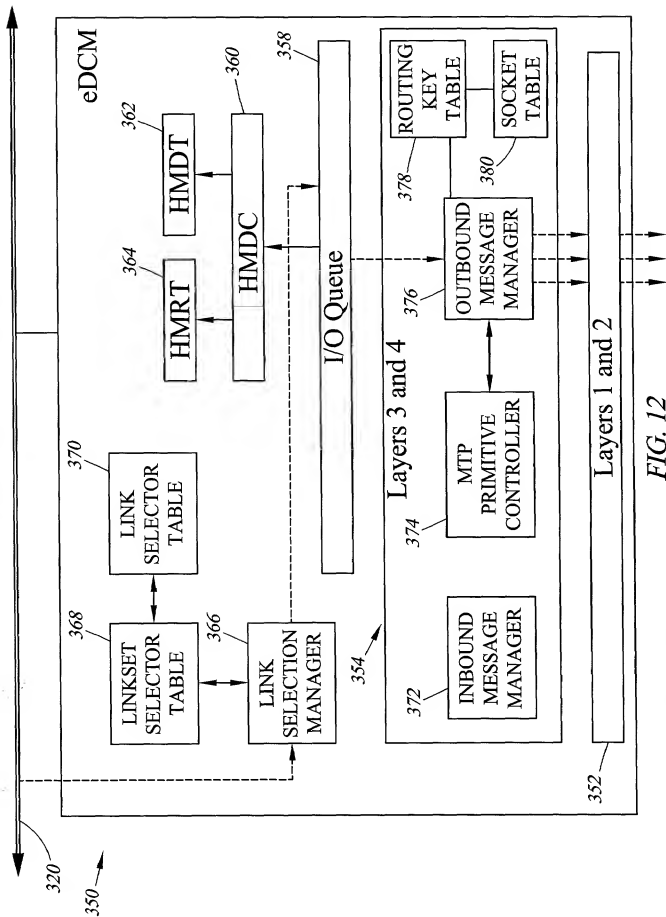 320
350
eDCM
362
HMDT
364
HMRT
360
HMDC
358
I/O Queue
370
LINK
SELECTOR
TABLE
368
LINKSET
SELECTOR
TABLE
366
LINK
SELECTION
MANAGER
354
Layers 3 and 4
ROUTING
KEY
TABLE
378
SOCKET
TABLE
380
OUTBOUND
MESSAGE
MANAGER
376
MTP
PRIMITIVE
CONTROLLER
374
INBOUND
MESSAGE
MANAGER
372
Layers 1 and 2
352
FIG. 12